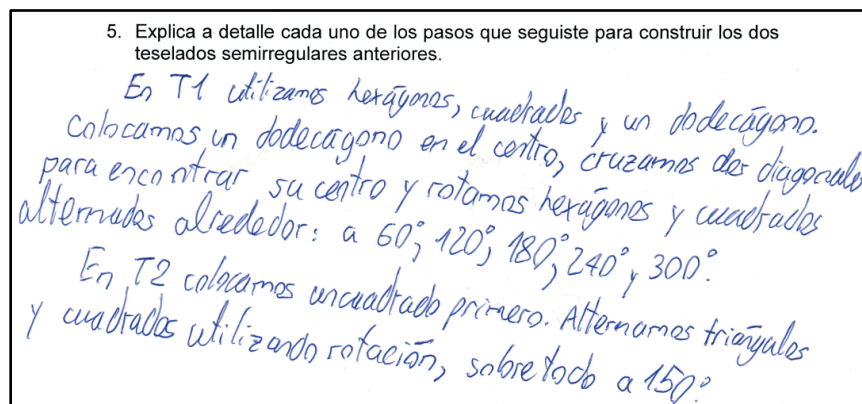 5. Explica a detalle cada uno de los pasos que seguiste para construir los dos
teselados semirregulares anteriores.
En T1 utilizamos hexágonos, cuadrados y un dodecágono.
Colocamos un dodecágono en el centro, cruzamos dos diagonales
para encontrar su centro y rotamos hexágonos y cuadrados
alternados alrededor: a 60°, 120°, 180°, 240° y 300°.
En T2 colocamos un cuadrado primero. Alternamos triángulos
y cuadrados utilizando rotación, sobre todo a 150°.